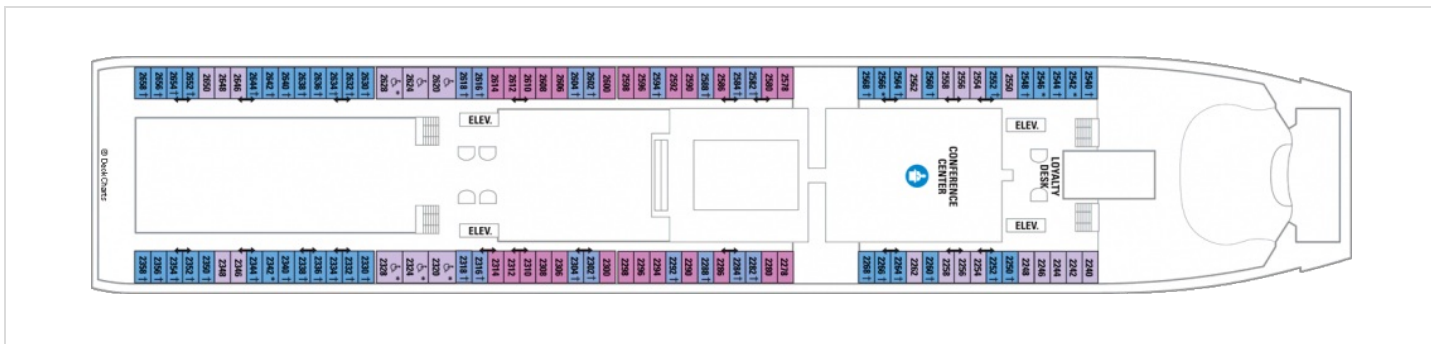 2658 2656 2654 2652 2650 2648 2646 2644 2642 2640 2638 2636 2634 2632 2630 2628 2624 2620 2618 2616 2614 2612 2610 2608 2606 2604 2602 2600 2598 2596 2594 2592 2590 2588 2586 2584 2582 2580 2578 2568 2566 2564 2562 2560 2558 2556 2554 2552 2550 2548 2546 2544 2542 2540
ELEV.
ELEV.
© DeckCharts
CONFERENCE
CENTER
LOYALTY
DESK
ELEV.
ELEV.
2358 2356 2354 2352 2350 2348 2346 2344 2342 2340 2338 2336 2334 2332 2330 2328 2324 2320 2318 2316 2314 2312 2310 2308 2306 2304 2302 2300 2298 2296 2294 2292 2290 2288 2286 2284 2282 2280 2278 2268 2266 2264 2262 2260 2258 2256 2254 2252 2250 2248 2246 2244 2242 2240